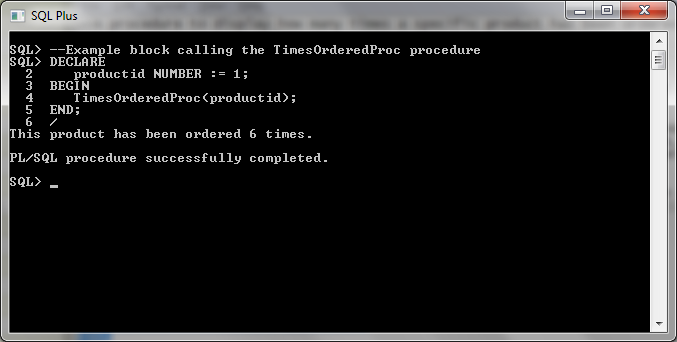 SQL Plus
SQL> --Example block calling the TimesOrderedProc procedure
SQL> DECLARE
2 productid NUMBER := 1;
3 BEGIN
4 TimesOrderedProc(productid);
5 END;
6 /
This product has been ordered 6 times.
PL/SQL procedure successfully completed.
SQL> _